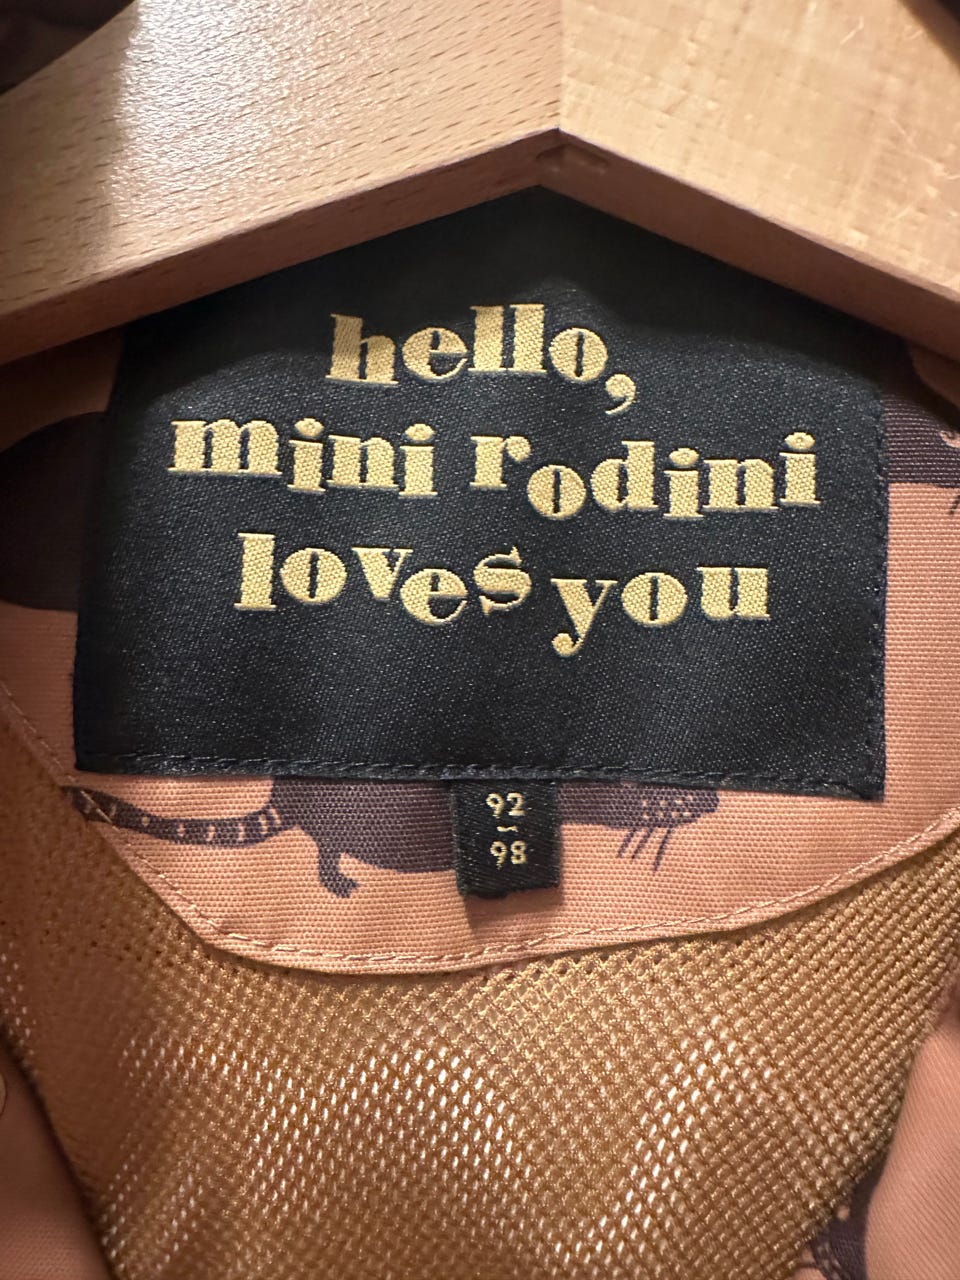 hello,
mini rodini
loves you
92
–
98